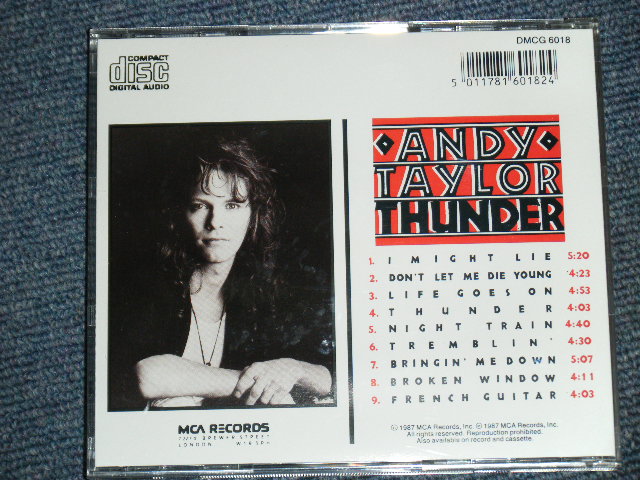 COMPACT
disc
DIGITAL AUDIO
DMCG 6018
5 011781 601824
ANDY
TAYLOR
THUNDER
1. I MIGHT LIE 5:20
2. DON'T LET ME DIE YOUNG 4:23
3. LIFE GOES ON 4:53
4. THUNDER 4:03
5. NIGHT TRAIN 4:40
6. TREMBLIN' 4:30
7. BRINGIN' ME DOWN 5:07
8. BROKEN WINDOW 4:11
9. FRENCH GUITAR 4:03
MCA RECORDS
BREWER STREET
LONDON
℗ 1987 MCA Records, Inc. © 1987 MCA Records, Inc.
All rights reserved. Reproduction prohibited.
Also available on record and cassette.